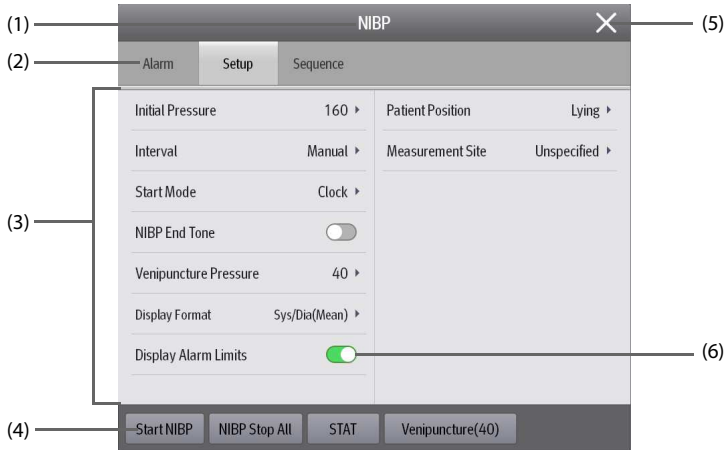 (1) NIBP (5)
(2) Alarm Setup Sequence
Initial Pressure 160 Patient Position Lying
Interval Manual Measurement Site Unspecified
Start Mode Clock
(3)
NIBP End Tone
Venipuncture Pressure 40
Display Format Sys/Dia(Mean)
Display Alarm Limits (6)
(4) Start NIBP NIBP Stop All STAT Venipuncture(40)